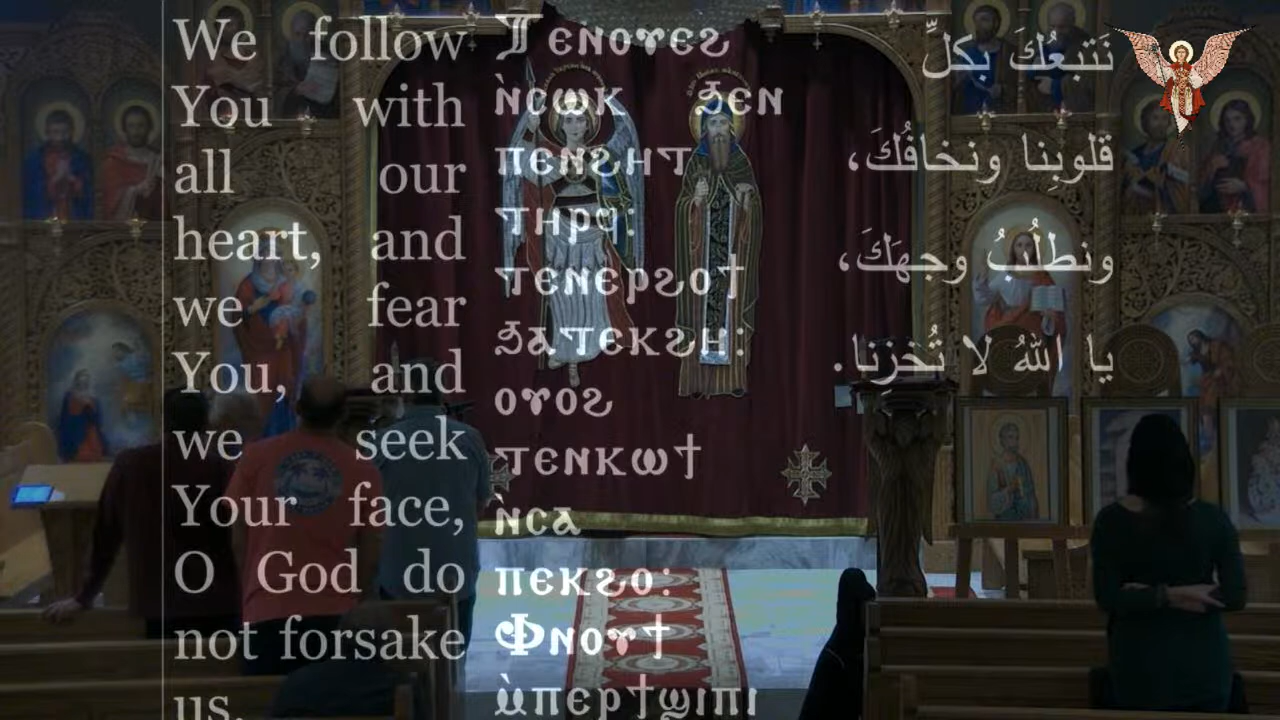 We follow
You with
all our
heart, and
we fear
You, and
we seek
Your face,
O God do
not forsake
us.
Ⲧⲉⲛⲟⲩⲉϩ
ⲛ̀ⲥⲱⲕ ϧⲉⲛ
ⲡⲉⲛϩⲏⲧ
ⲧⲏⲣϥ:
ⲧⲉⲛⲉⲣϩⲟϯ
ϧⲁⲧⲉⲕϩⲏ:
ⲟⲩⲟϩ
ⲧⲉⲛⲕⲱϯ
ⲛ̀ⲥⲁ
ⲡⲉⲕϩⲟ:
Ⲫⲛⲟⲩϯ
ⲙ̀ⲡⲉⲣϯϣⲓⲡⲓ
نَتبعُكَ بكلِّ
قلوبِنا ونخافُكَ،
ونطلُبُ وجهَكَ،
يا اللهُ لا تُخزِنا.